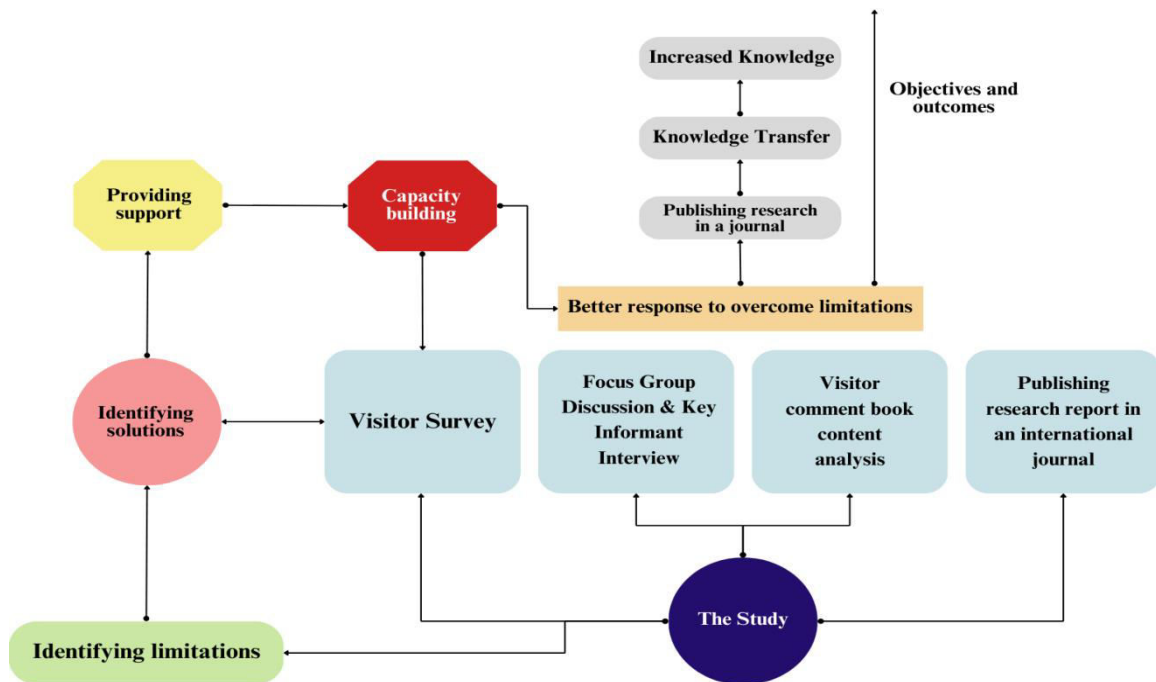 Increased Knowledge
Objectives and
outcomes
Knowledge Transfer
Providing
support
Capacity
building
Publishing research
in a journal
Better response to overcome limitations
Identifying
solutions
Visitor Survey
Focus Group
Discussion & Key
Informant
Interview
Visitor
comment book
content
analysis
Publishing
research report in
an international
journal
The Study
Identifying limitations